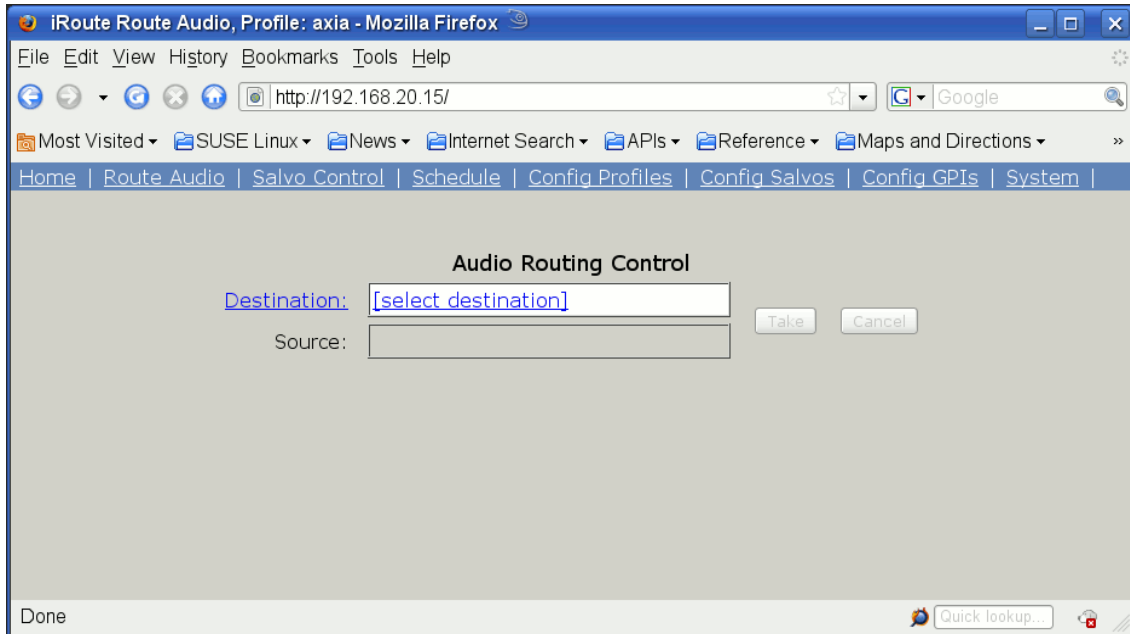 iRoute Route Audio, Profile: axia - Mozilla Firefox
File Edit View History Bookmarks Tools Help
http://192.168.20.15/ G Google
Most Visited SUSE Linux News Internet Search APIs Reference Maps and Directions »
Home | Route Audio | Salvo Control | Schedule | Config Profiles | Config Salvos | Config GPIs | System |
Audio Routing Control
Destination: [select destination]
Take Cancel
Source:
Done Quick lookup...